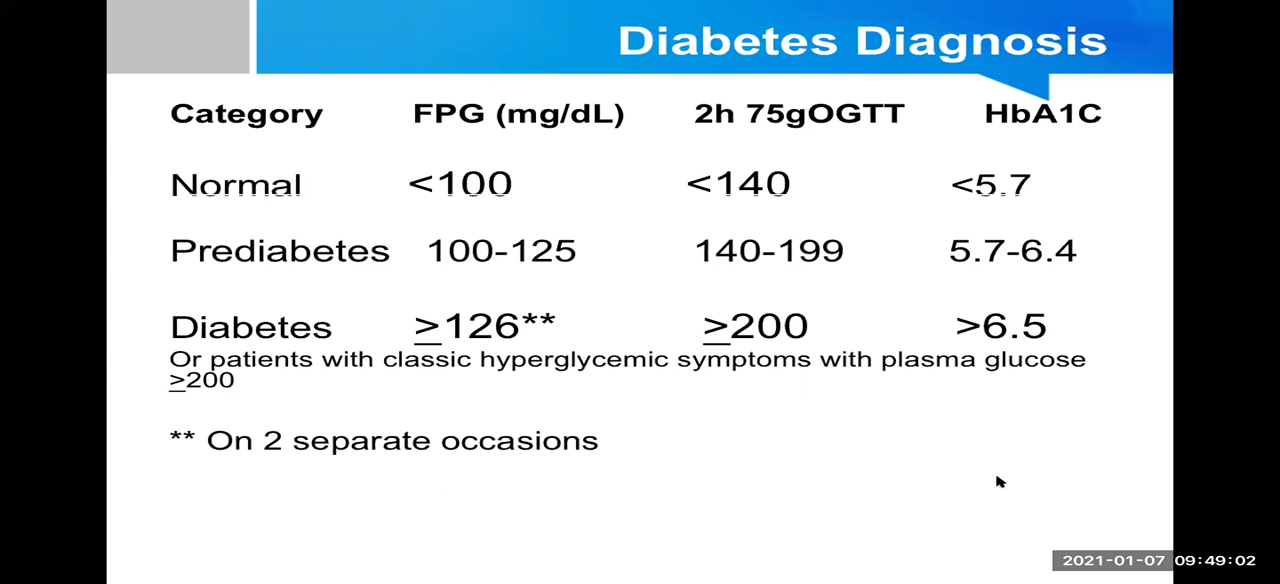 Diabetes Diagnosis
Category FPG (mg/dL) 2h 75gOGTT HbA1C
Normal <100 <140 <5.7
Prediabetes 100-125 140-199 5.7-6.4
Diabetes ≥126** ≥200 >6.5
Or patients with classic hyperglycemic symptoms with plasma glucose
≥200
** On 2 separate occasions
2021-01-07 09:49:02